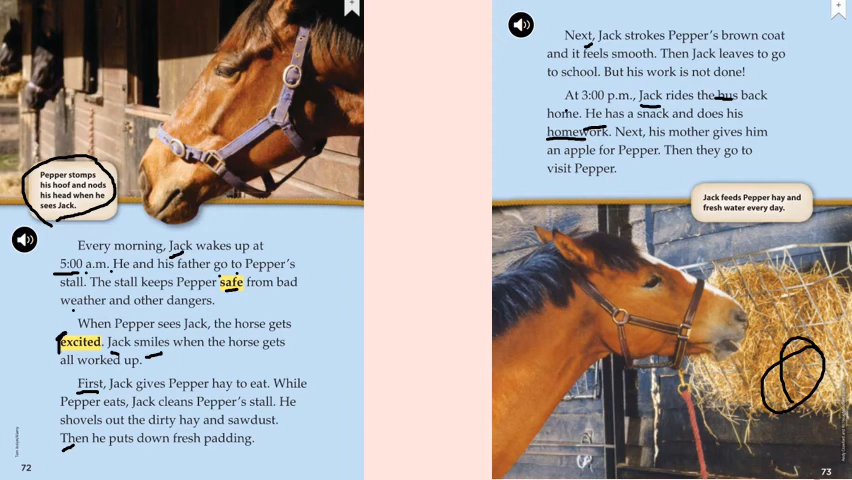 Pepper stomps
his hoof and nods
his head when he
sees Jack.
Every morning, Jack wakes up at
5:00 a.m. He and his father go to Pepper's
stall. The stall keeps Pepper safe from bad
weather and other dangers.
When Pepper sees Jack, the horse gets
excited. Jack smiles when the horse gets
all worked up.
First, Jack gives Pepper hay to eat. While
Pepper eats, Jack cleans Pepper's stall. He
shovels out the dirty hay and sawdust.
Then he puts down fresh padding.
72
Next, Jack strokes Pepper's brown coat
and it feels smooth. Then Jack leaves to go
to school. But his work is not done!
At 3:00 p.m., Jack rides the bus back
home. He has a snack and does his
homework. Next, his mother gives him
an apple for Pepper. Then they go to
visit Pepper.
Jack feeds Pepper hay and
fresh water every day.
73